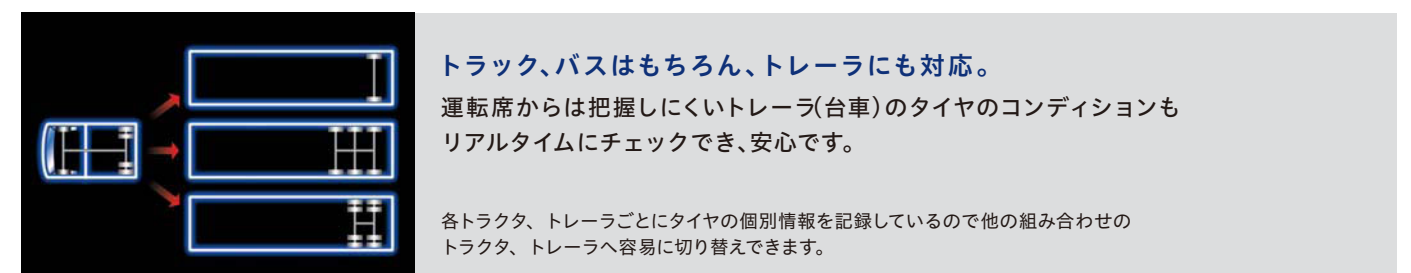 トラック、バスはもちろん、トレーラにも対応。
運転席からは把握しにくいトレーラ(台車)のタイヤのコンディションも
リアルタイムにチェックでき、安心です。
各トラクタ、トレーラごとにタイヤの個別情報を記録しているので他の組み合わせの
トラクタ、トレーラへ容易に切り替えできます。